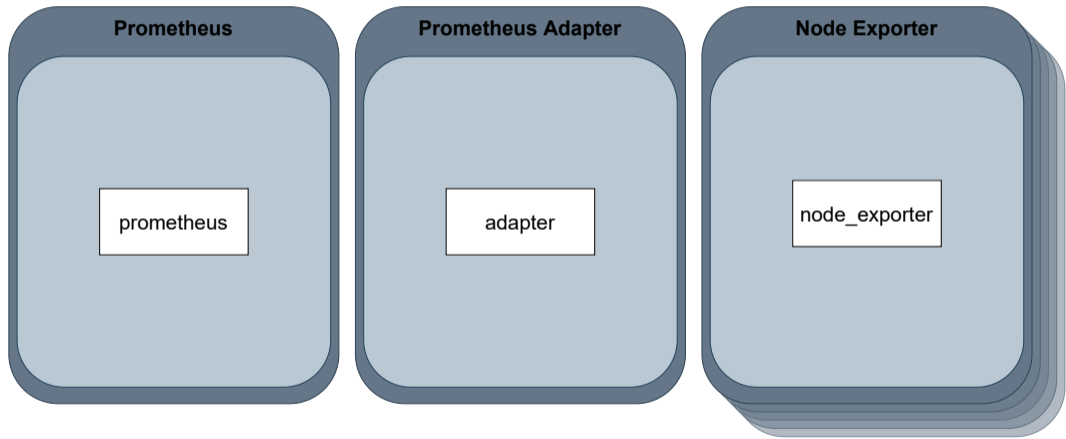 Prometheus
Prometheus Adapter
Node Exporter
prometheus
adapter
node_exporter